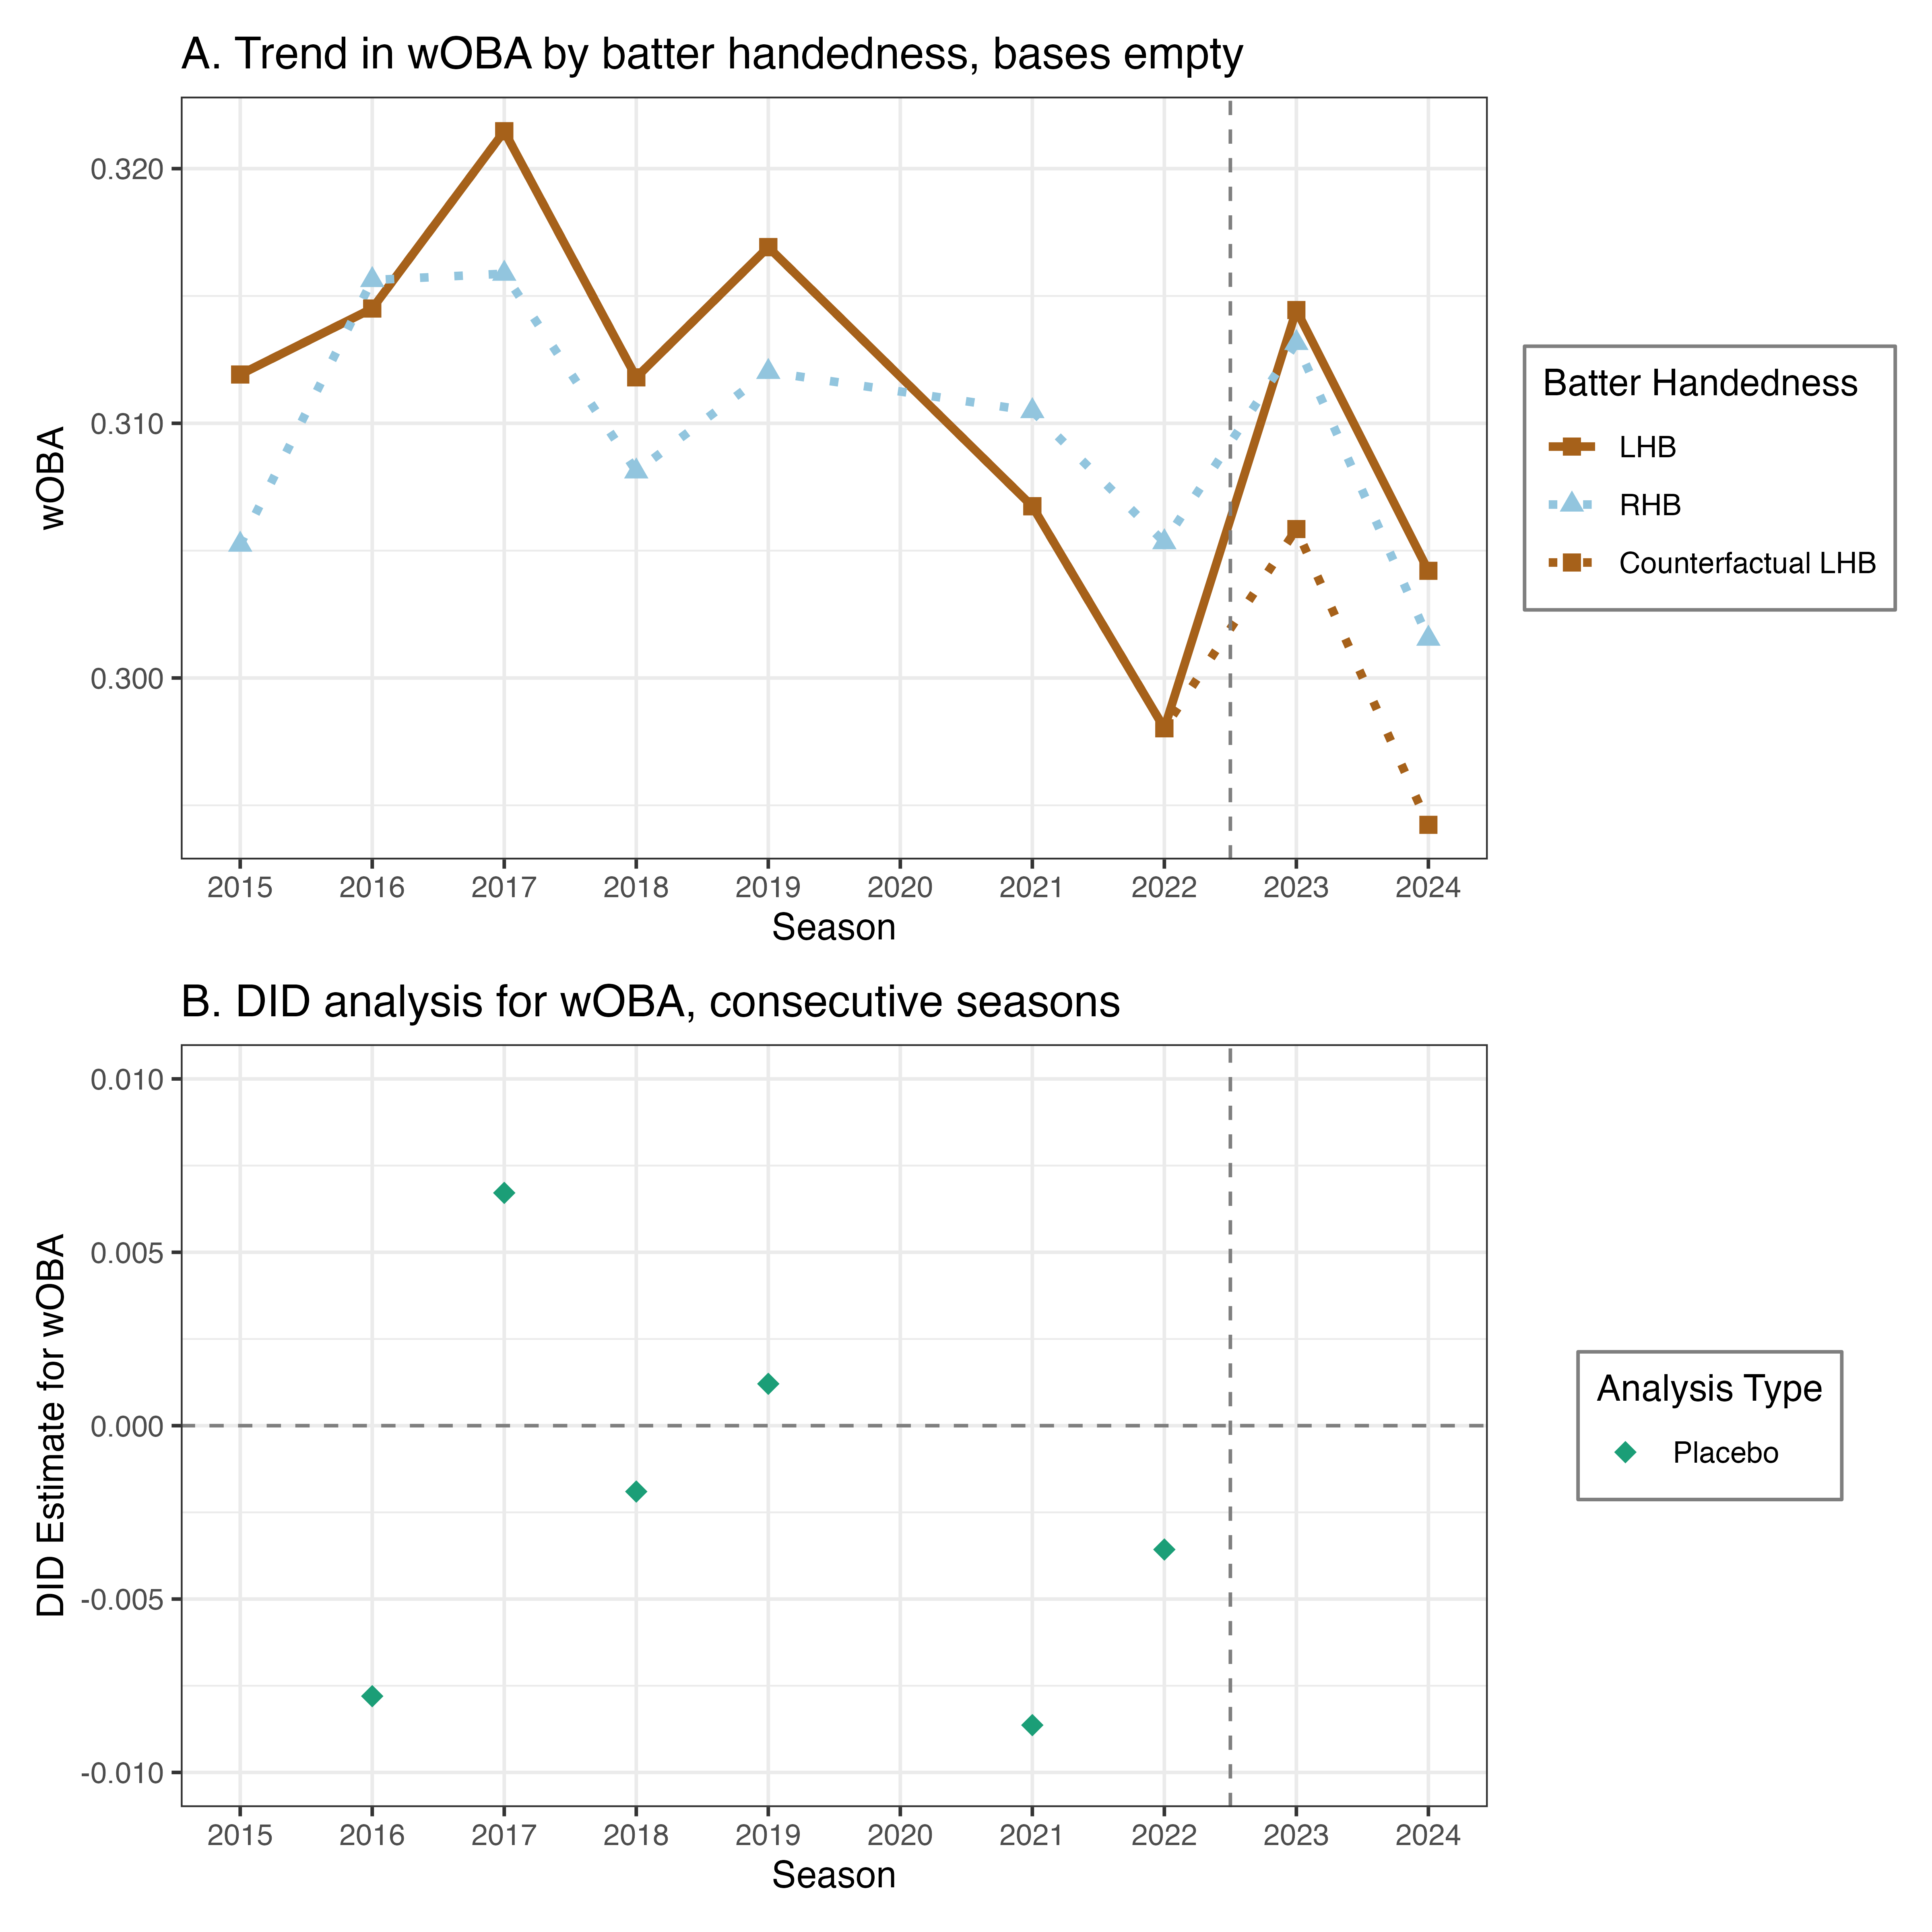 A. Trend in wOBA by batter handedness, bases empty
wOBA
0.320
0.310
0.300
2015 2016 2017 2018 2019 2020 2021 2022 2023 2024
Season
Batter Handedness
LHB
RHB
Counterfactual LHB
B. DID analysis for wOBA, consecutive seasons
DID Estimate for wOBA
0.010
0.005
0.000
-0.005
-0.010
2015 2016 2017 2018 2019 2020 2021 2022 2023 2024
Season
Analysis Type
Placebo